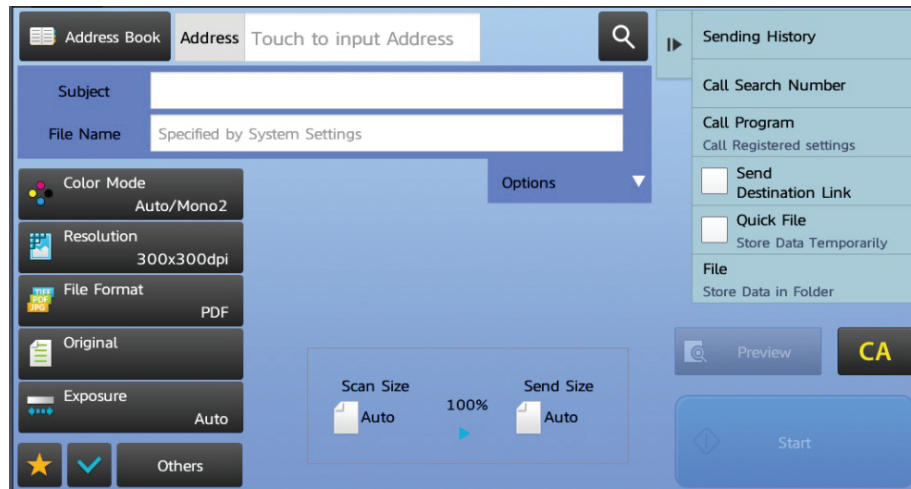 Address Book
Address
Touch to input Address
Subject
File Name
Specified by System Settings
Options
Color Mode
Auto/Mono2
Resolution
300x300dpi
TIFF
PDF
JPG
File Format
PDF
Original
Exposure
Auto
Others
Scan Size
Auto
100%
Send Size
Auto
Sending History
Call Search Number
Call Program
Call Registered settings
Send
Destination Link
Quick File
Store Data Temporarily
File
Store Data in Folder
Preview
CA
Start